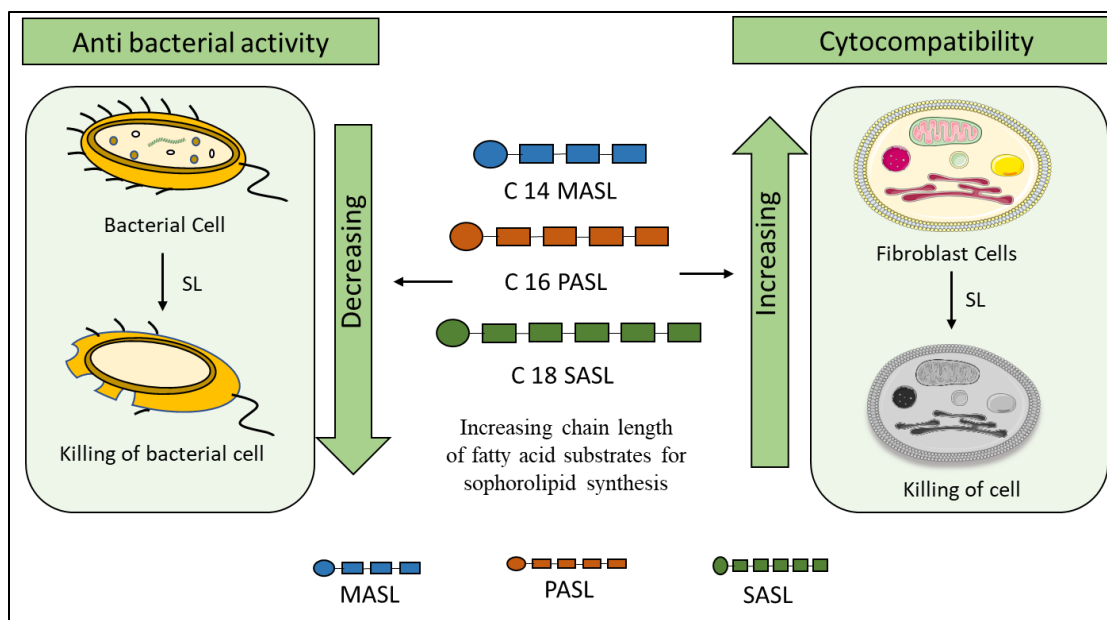 Anti bacterial activity
Cytocompatibility
Bacterial Cell
SL
Killing of bacterial cell
Decreasing
C 14 MASL
C 16 PASL
C 18 SASL
Increasing chain length
of fatty acid substrates for
sophorolipid synthesis
Increasing
Fibroblast Cells
SL
Killing of cell
MASL
PASL
SASL